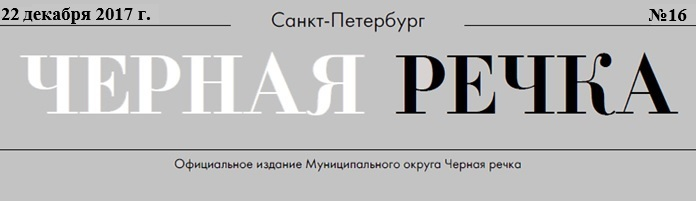 22 декабря 2017 г. Санкт-Петербург №16
ЧЕРНАЯ РЕЧКА
Официальное издание Муниципального округа Черная речка